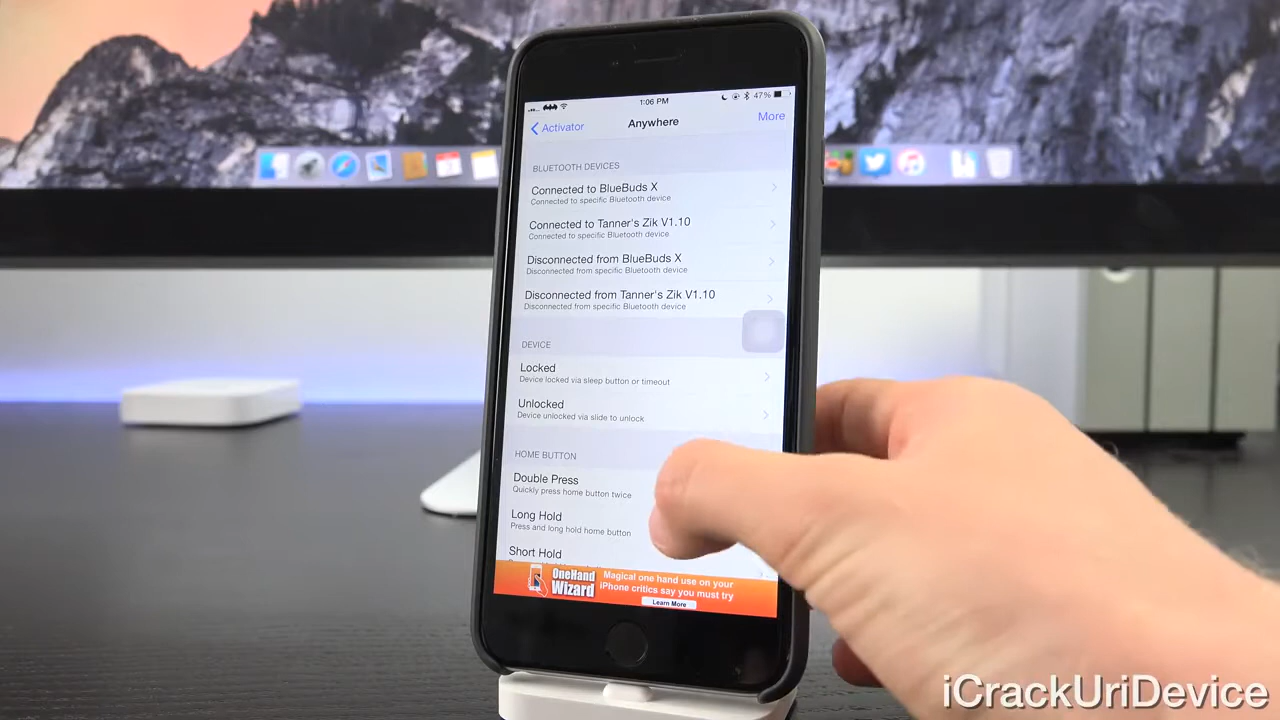 1:06 PM
47%
Activator
Anywhere
More
BLUETOOTH DEVICES
Connected to BlueBuds X
Connected to specific Bluetooth device
Connected to Tanner's Zik V1.10
Connected to specific Bluetooth device
Disconnected from BlueBuds X
Disconnected from specific Bluetooth device
Disconnected from Tanner's Zik V1.10
Disconnected from specific Bluetooth device
DEVICE
Locked
Device locked via sleep button or timeout
Unlocked
Device unlocked via slide to unlock
HOME BUTTON
Double Press
Quickly press home button twice
Long Hold
Press and long hold home button
Short Hold
OneHand
Wizard
Magical one hand use on your
iPhone critics say you must try
Learn More
iCrackUriDevice